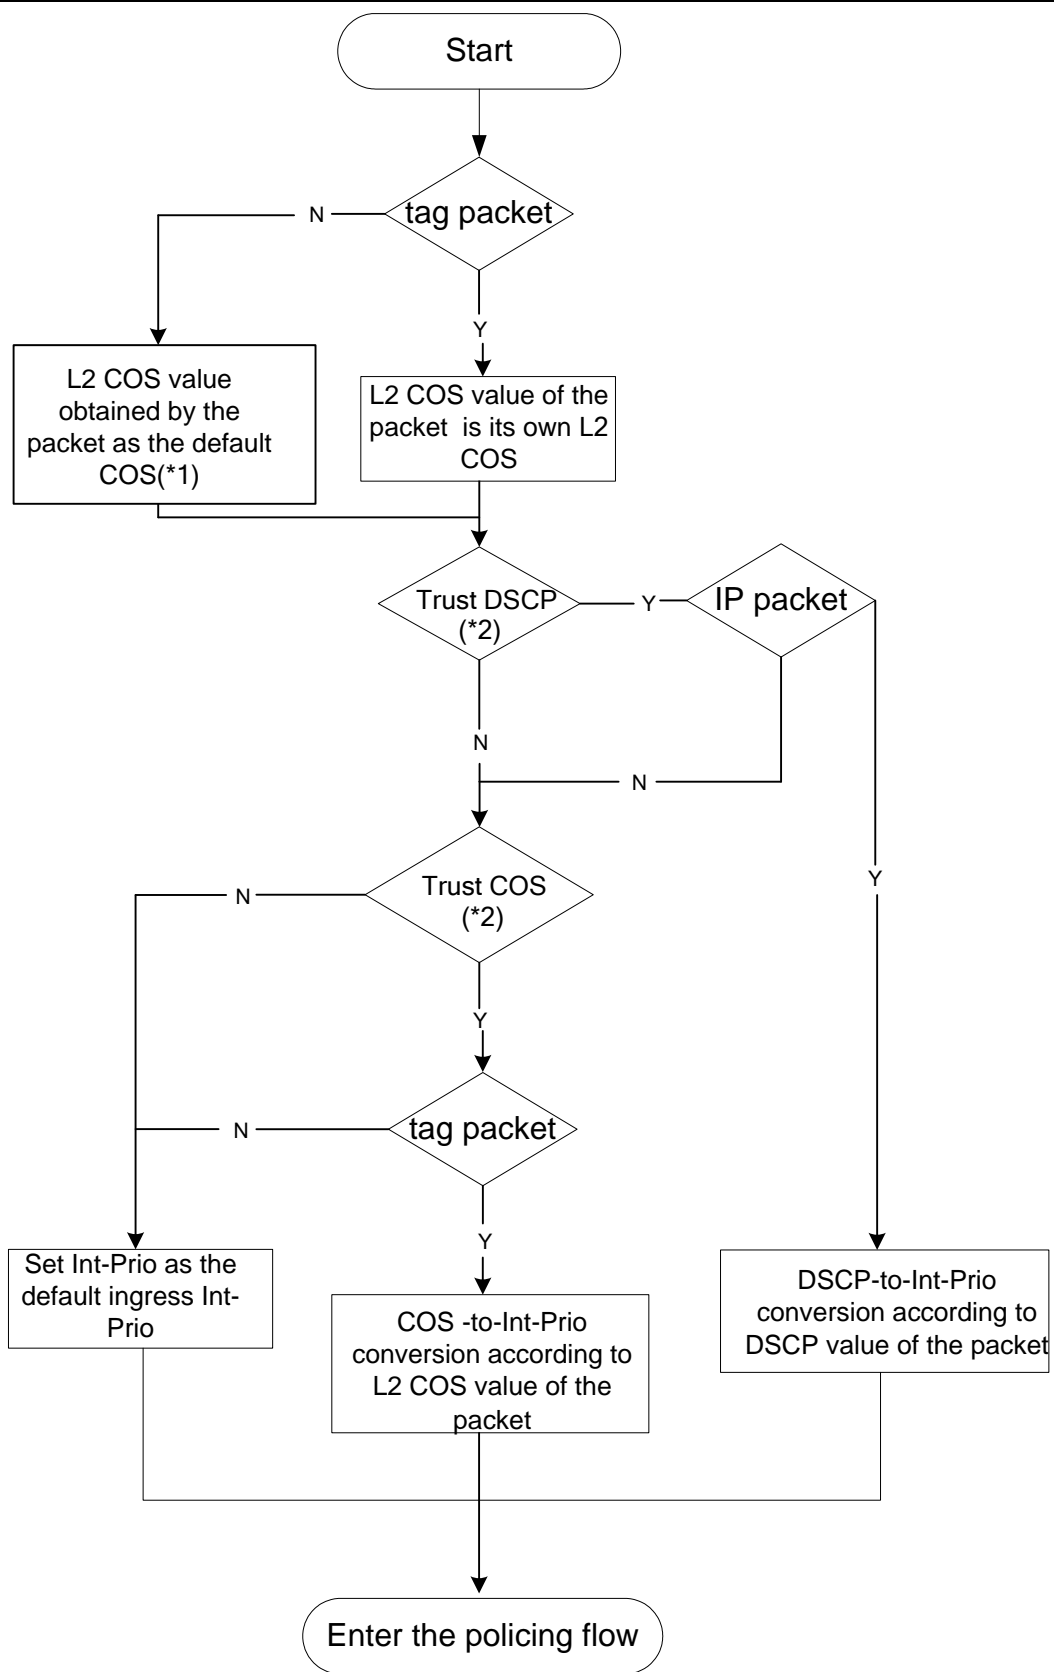 Start
tag packet
N
Y
L2 COS value
obtained by the
packet as the default
COS(*1)
L2 COS value of the
packet is its own L2
COS
Trust DSCP
(*2)
Y
IP packet
N
N
Y
Trust COS
(*2)
N
Y
tag packet
N
Y
Set Int-Prio as the
default ingress Int-
Prio
COS -to-Int-Prio
conversion according to
L2 COS value of the
packet
DSCP-to-Int-Prio
conversion according to
DSCP value of the packet
Enter the policing flow